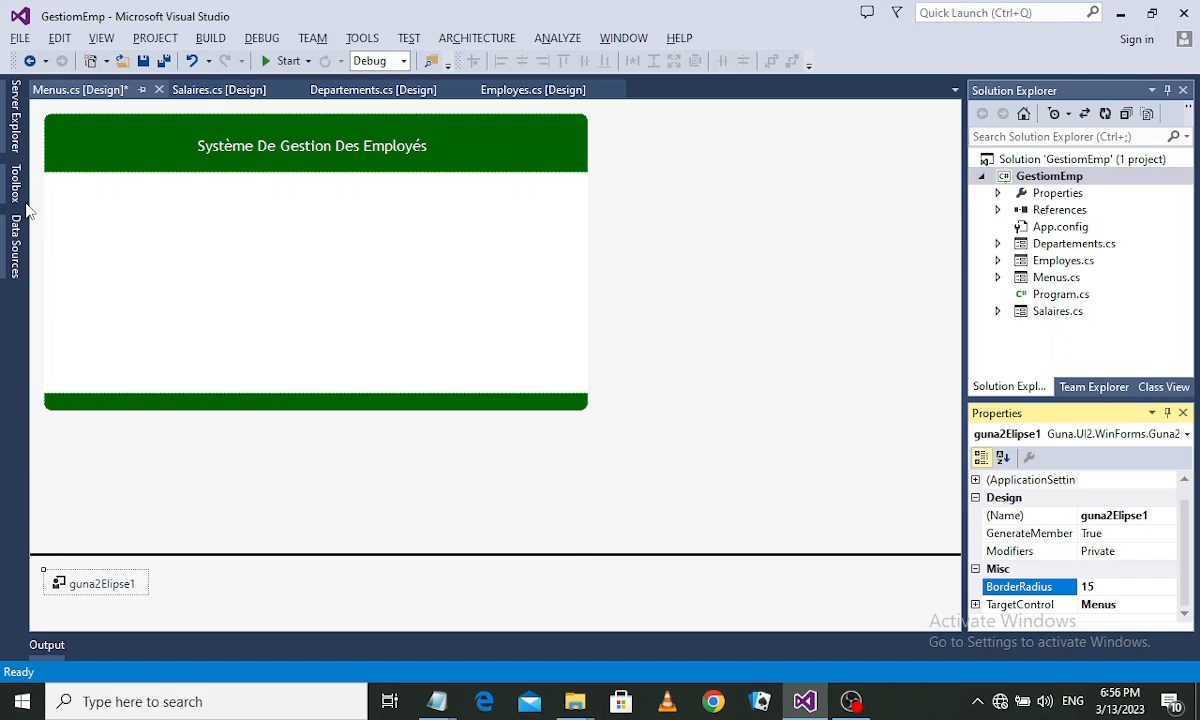 GestiomEmp - Microsoft Visual Studio
Quick Launch (Ctrl+Q)
FILE EDIT VIEW PROJECT BUILD DEBUG TEAM TOOLS TEST ARCHITECTURE ANALYZE WINDOW HELP
Sign in
Start
Debug
Menus.cs [Design]* Salaires.cs [Design] Departements.cs [Design] Employes.cs [Design]
Server Explorer
Toolbox
Data Sources
Système De Gestion Des Employés
guna2Elipse1
Output
Solution Explorer
Search Solution Explorer (Ctrl+;)
Solution 'GestiomEmp' (1 project)
GestiomEmp
Properties
References
App.config
Departements.cs
Employes.cs
Menus.cs
Program.cs
Salaires.cs
Solution Expl... Team Explorer Class View
Properties
guna2Elipse1 Guna.UI2.WinForms.Guna2
(ApplicationSettin
Design
(Name) guna2Elipse1
GenerateMember True
Modifiers Private
Misc
BorderRadius 15
TargetControl Menus
Activate Windows
Go to Settings to activate Windows.
Ready
Type here to search
ENG
6:56 PM
3/13/2023
10